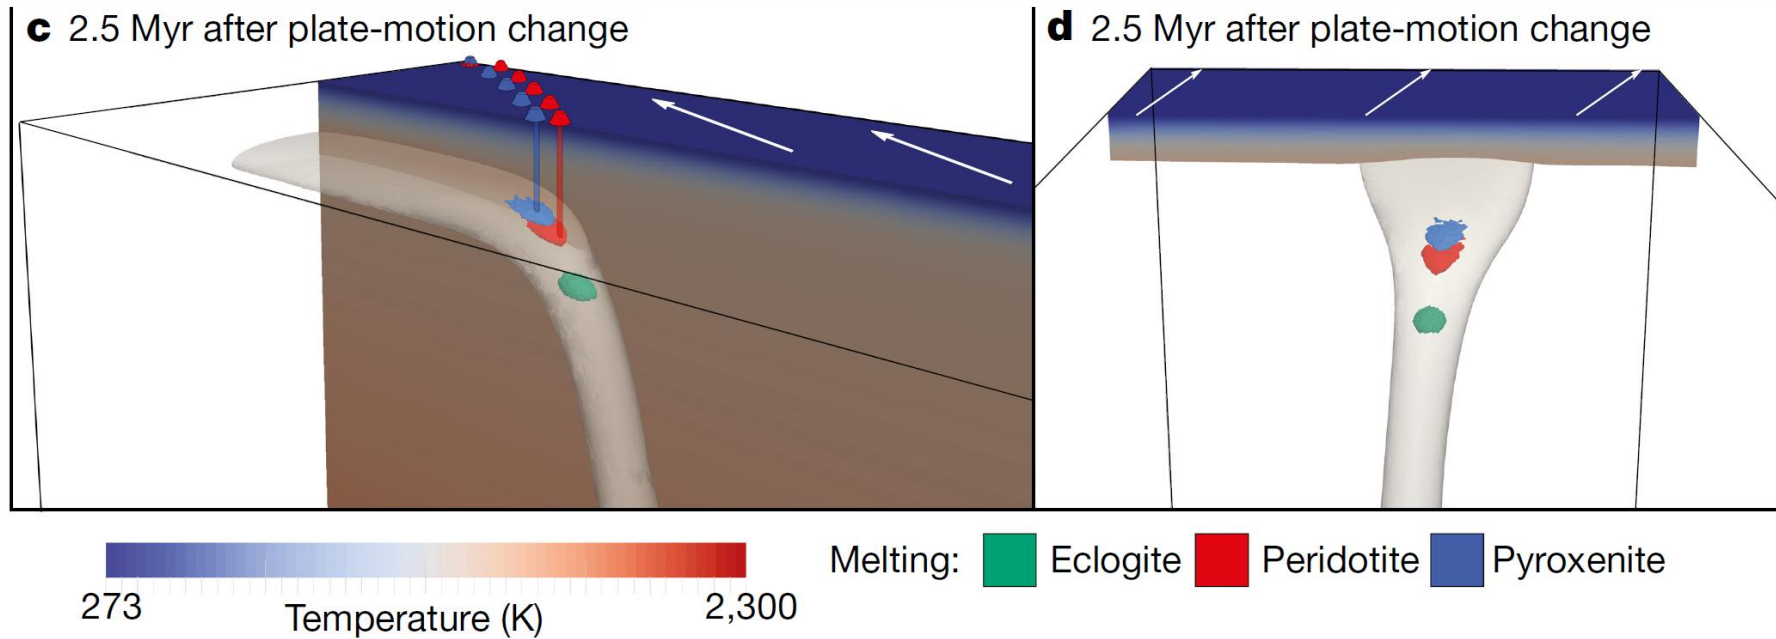 c 2.5 Myr after plate-motion change
d 2.5 Myr after plate-motion change
273
Temperature (K)
2,300
Melting: Eclogite Peridotite Pyroxenite